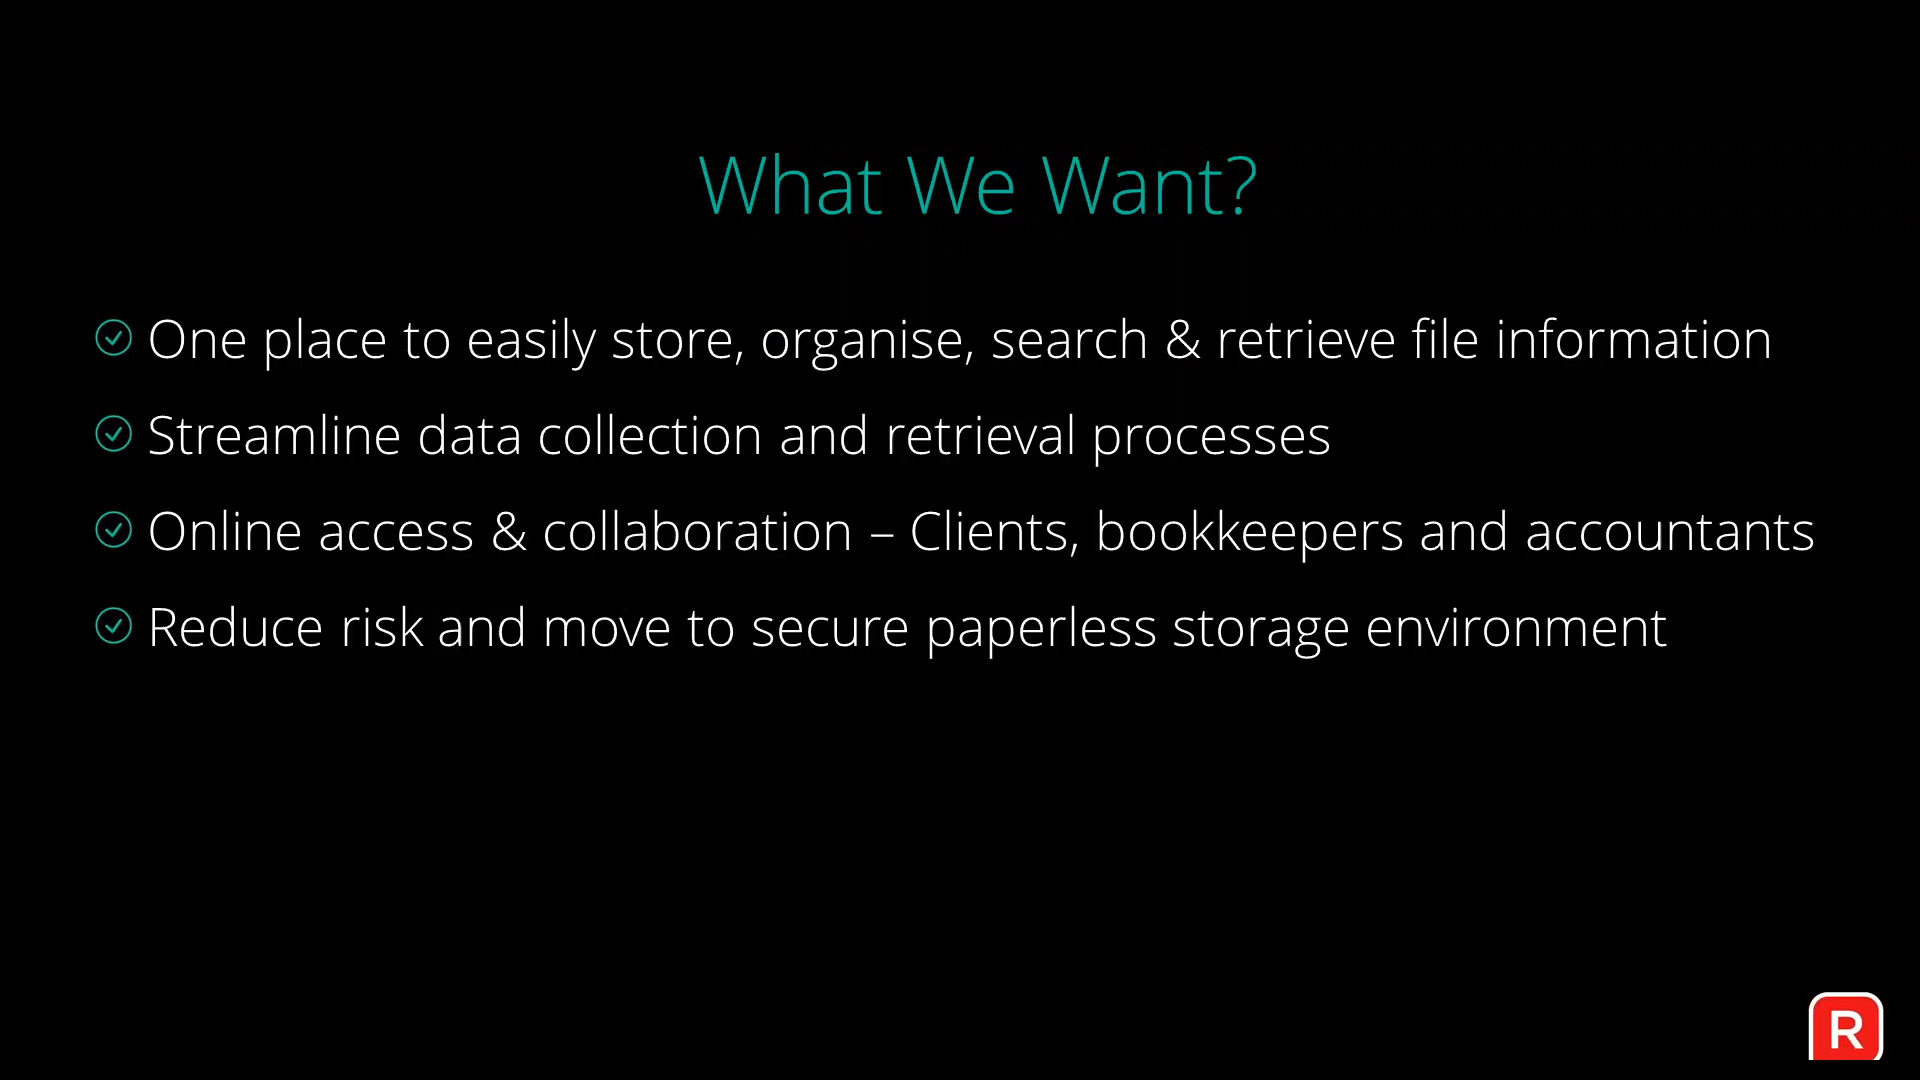 What We Want?
One place to easily store, organise, search & retrieve file information
Streamline data collection and retrieval processes
Online access & collaboration – Clients, bookkeepers and accountants
Reduce risk and move to secure paperless storage environment
R